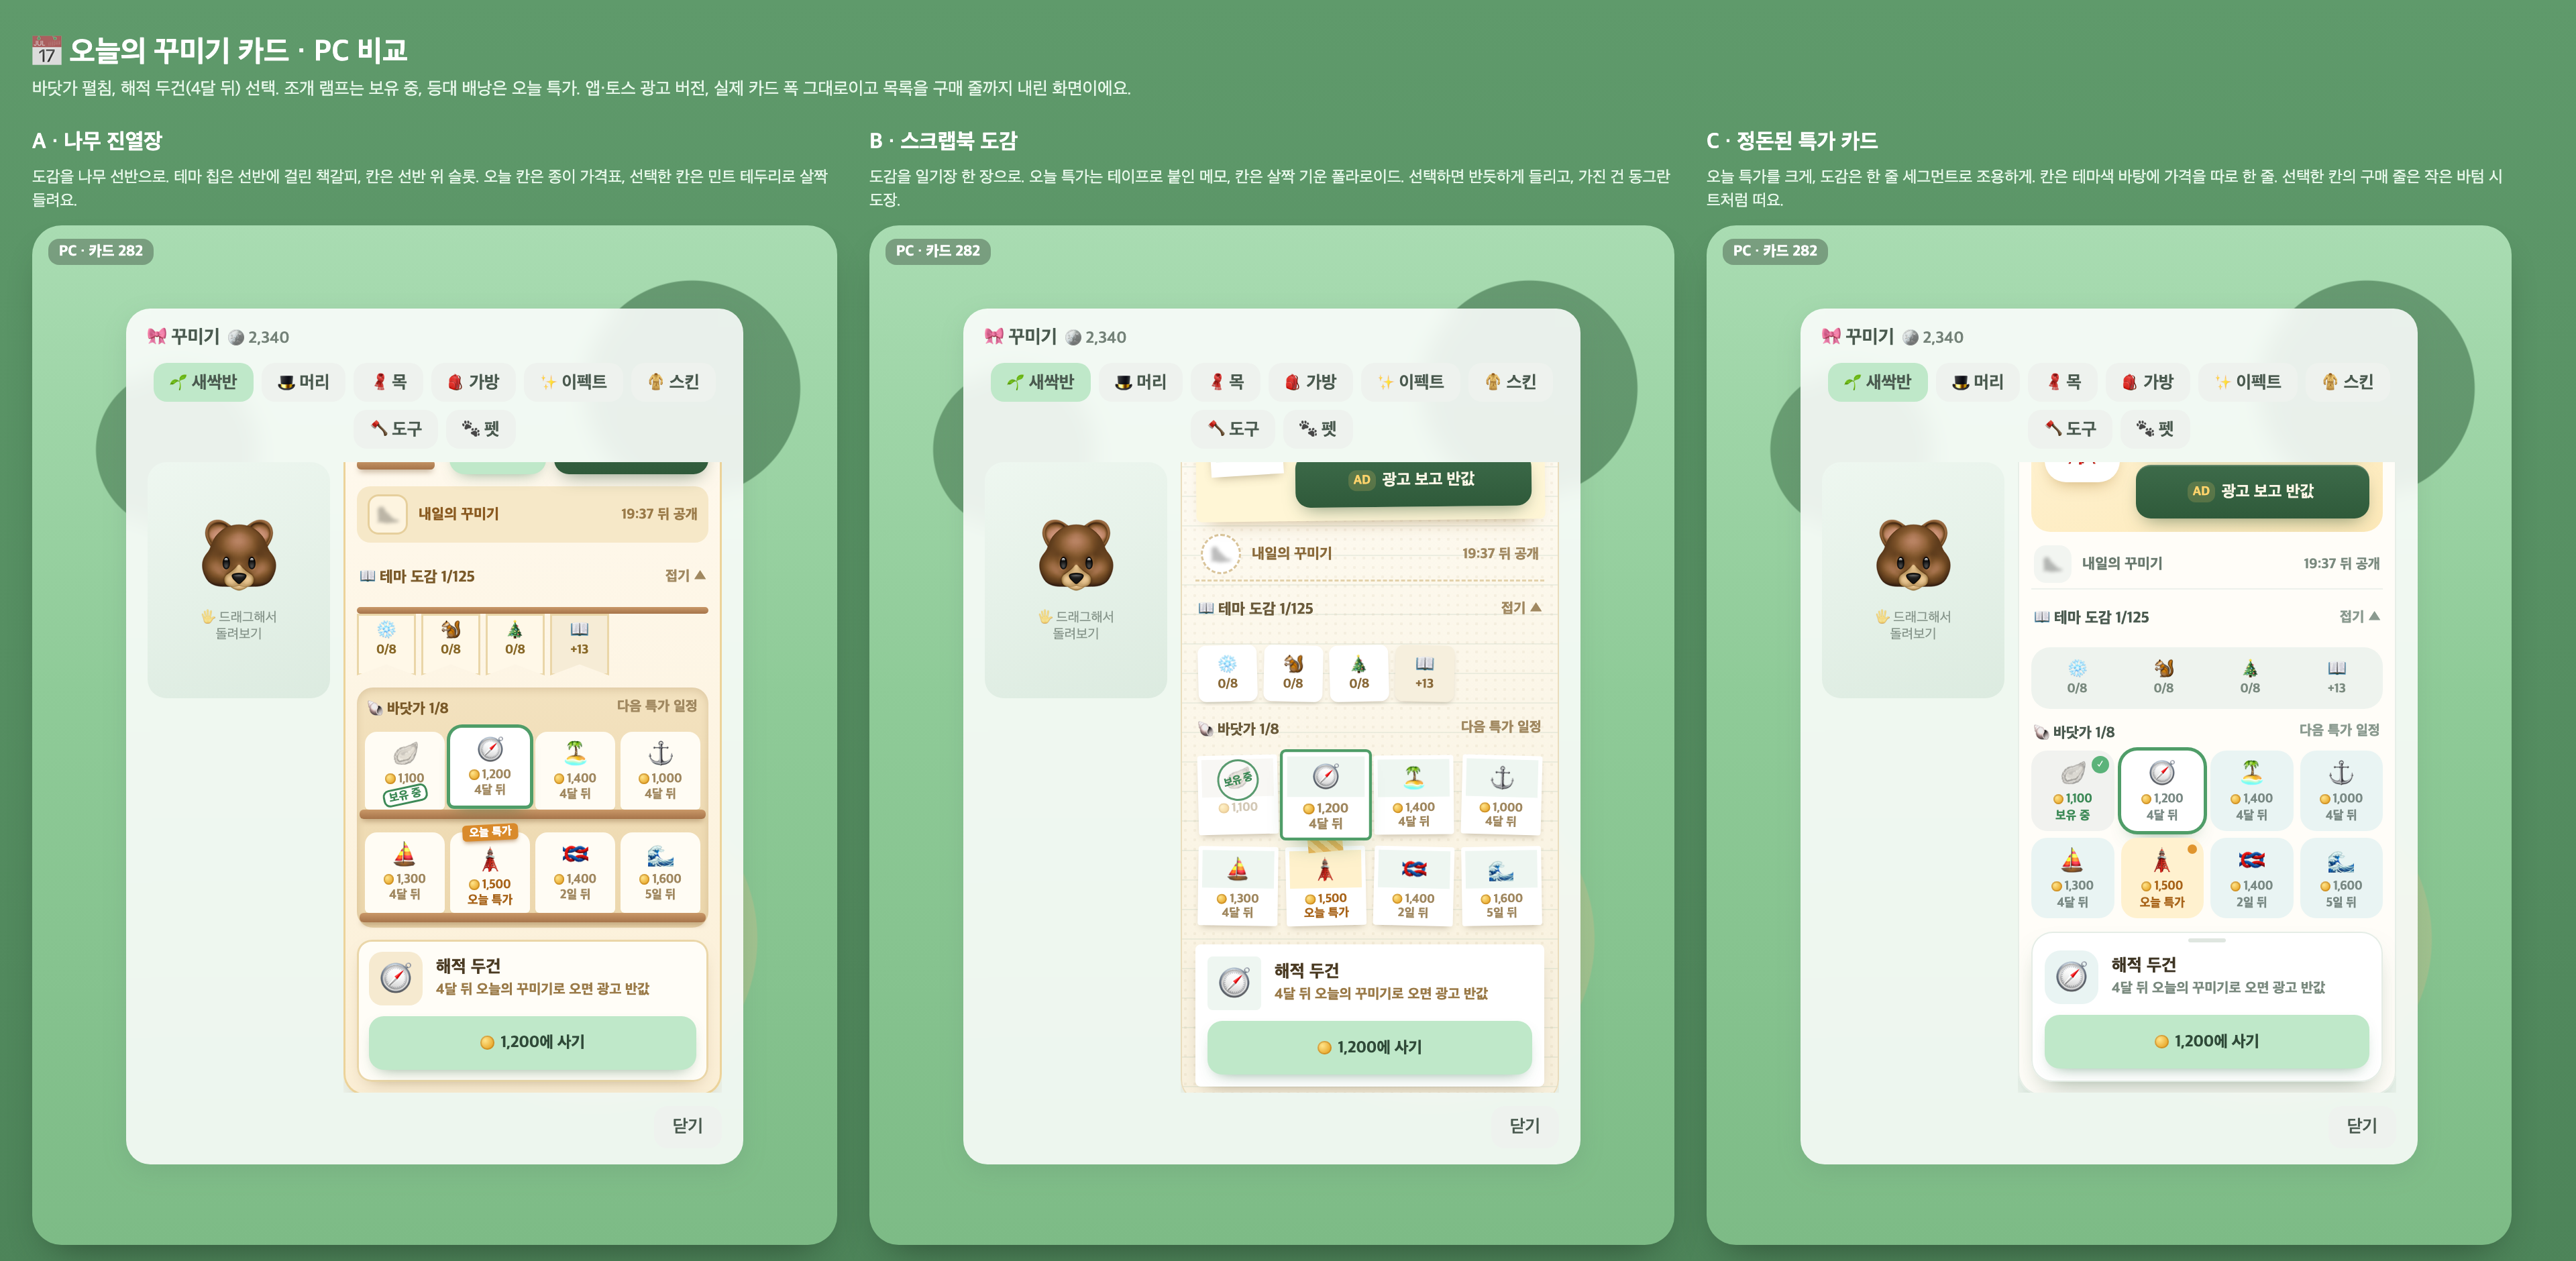 17 오늘의 꾸미기 카드 · PC 비교
바닷가 펼침, 해적 두건(4달 뒤) 선택. 조개 램프는 보유 중, 등대 배낭은 오늘 특가. 앱·토스 광고 버전, 실제 카드 폭 그대로이고 목록을 구매 줄까지 내린 화면이에요.
A · 나무 진열장
도감을 나무 선반으로. 테마 칩은 선반에 걸린 책갈피, 칸은 선반 위 슬롯. 오늘 칸은 종이 가격표, 선택한 칸은 민트 테두리로 살짝
들려요.
PC · 카드 282
꾸미기 2,340
새싹반 머리 목 가방 이펙트 스킨
도구 펫
드래그해서
돌려보기
내일의 꾸미기 19:37 뒤 공개
테마 도감 1/125 접기 ▲
0/8 0/8 0/8 +13
바닷가 1/8 다음 특가 일정
1,100 1,200 1,400 1,000
보유 중 4달 뒤 4달 뒤 4달 뒤
오늘 특가
1,300 1,500 1,400 1,600
4달 뒤 오늘 특가 2일 뒤 5일 뒤
해적 두건
4달 뒤 오늘의 꾸미기로 오면 광고 반값
1,200에 사기
닫기
B · 스크랩북 도감
도감을 일기장 한 장으로. 오늘 특가는 테이프로 붙인 메모, 칸은 살짝 기운 폴라로이드. 선택하면 반듯하게 들리고, 가진 건 동그란
도장.
PC · 카드 282
꾸미기 2,340
새싹반 머리 목 가방 이펙트 스킨
도구 펫
드래그해서
돌려보기
AD 광고 보고 반값
내일의 꾸미기 19:37 뒤 공개
테마 도감 1/125 접기 ▲
0/8 0/8 0/8 +13
바닷가 1/8 다음 특가 일정
보유 중
1,100 1,200 1,400 1,000
4달 뒤 4달 뒤 4달 뒤
1,300 1,500 1,400 1,600
4달 뒤 오늘 특가 2일 뒤 5일 뒤
해적 두건
4달 뒤 오늘의 꾸미기로 오면 광고 반값
1,200에 사기
닫기
C · 정돈된 특가 카드
오늘 특가를 크게, 도감은 한 줄 세그먼트로 조용하게. 칸은 테마색 바탕에 가격을 따로 한 줄. 선택한 칸의 구매 줄은 작은 바텀 시
트처럼 떠요.
PC · 카드 282
꾸미기 2,340
새싹반 머리 목 가방 이펙트 스킨
도구 펫
드래그해서
돌려보기
AD 광고 보고 반값
내일의 꾸미기 19:37 뒤 공개
테마 도감 1/125 접기 ▲
0/8 0/8 0/8 +13
바닷가 1/8 다음 특가 일정
1,100 1,200 1,400 1,000
보유 중 4달 뒤 4달 뒤 4달 뒤
1,300 1,500 1,400 1,600
4달 뒤 오늘 특가 2일 뒤 5일 뒤
해적 두건
4달 뒤 오늘의 꾸미기로 오면 광고 반값
1,200에 사기
닫기